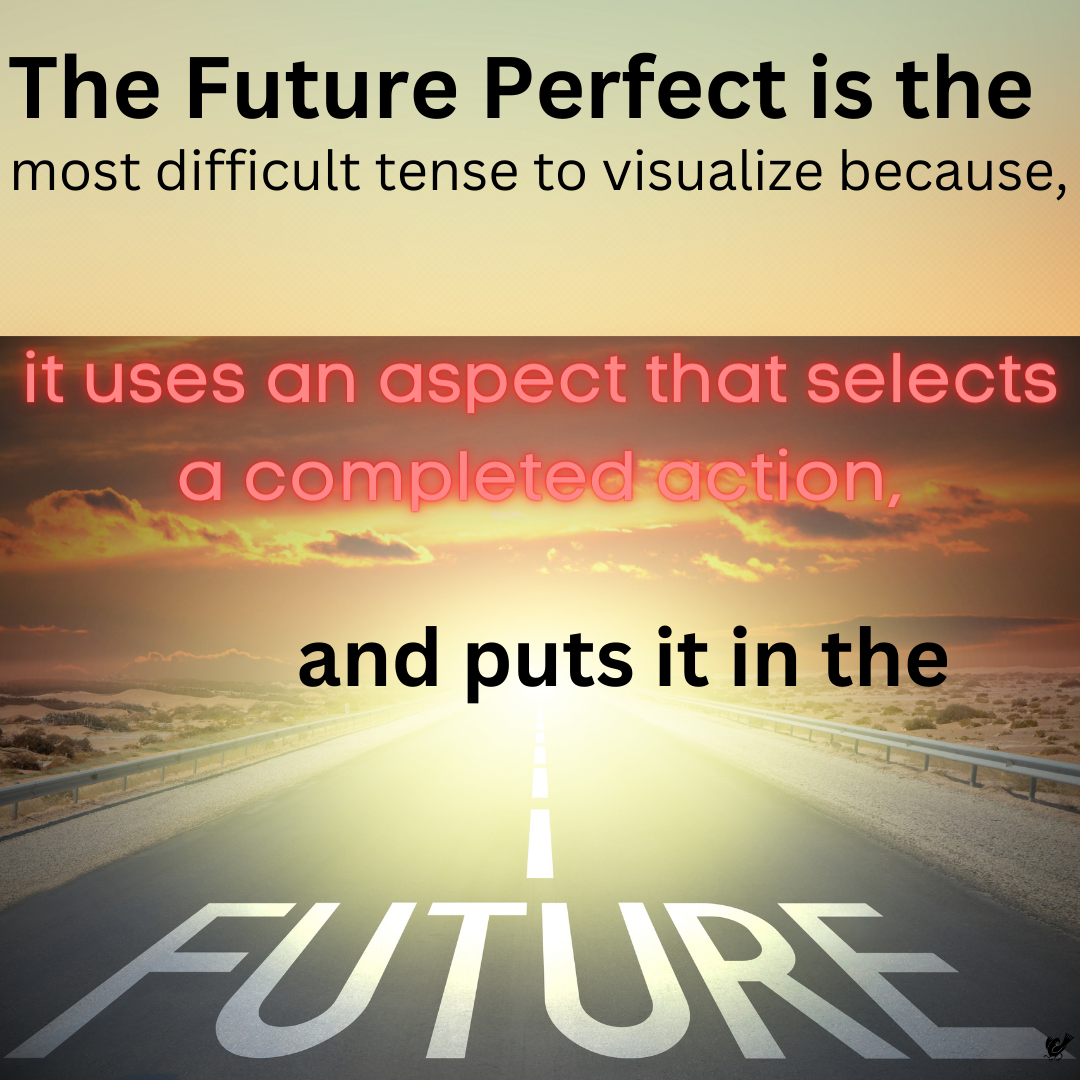 The Future Perfect is the
most difficult tense to visualize because,
it uses an aspect that selects
a completed action,
and puts it in the
FUTURE